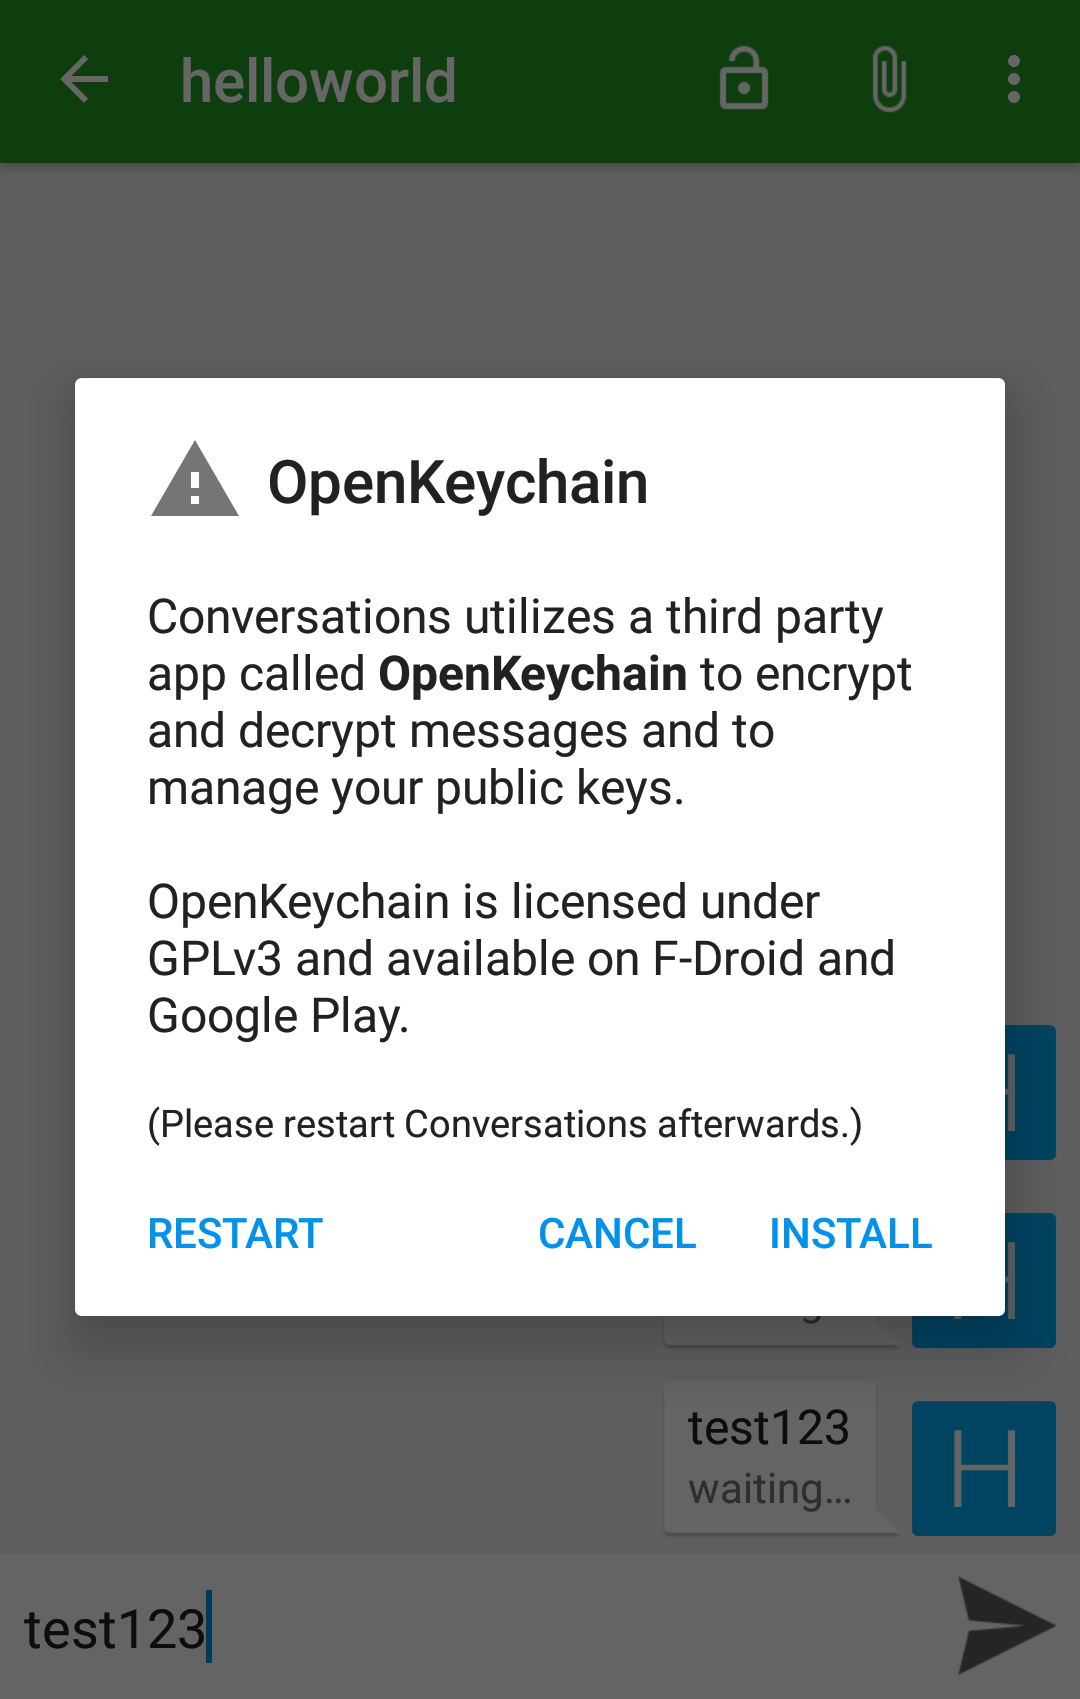 helloworld
OpenKeychain
Conversations utilizes a third party
app called OpenKeychain to encrypt
and decrypt messages and to
manage your public keys.
OpenKeychain is licensed under
GPLv3 and available on F-Droid and
Google Play.
(Please restart Conversations afterwards.)
RESTART CANCEL INSTALL
H
H
test123
waiting…
H
test123